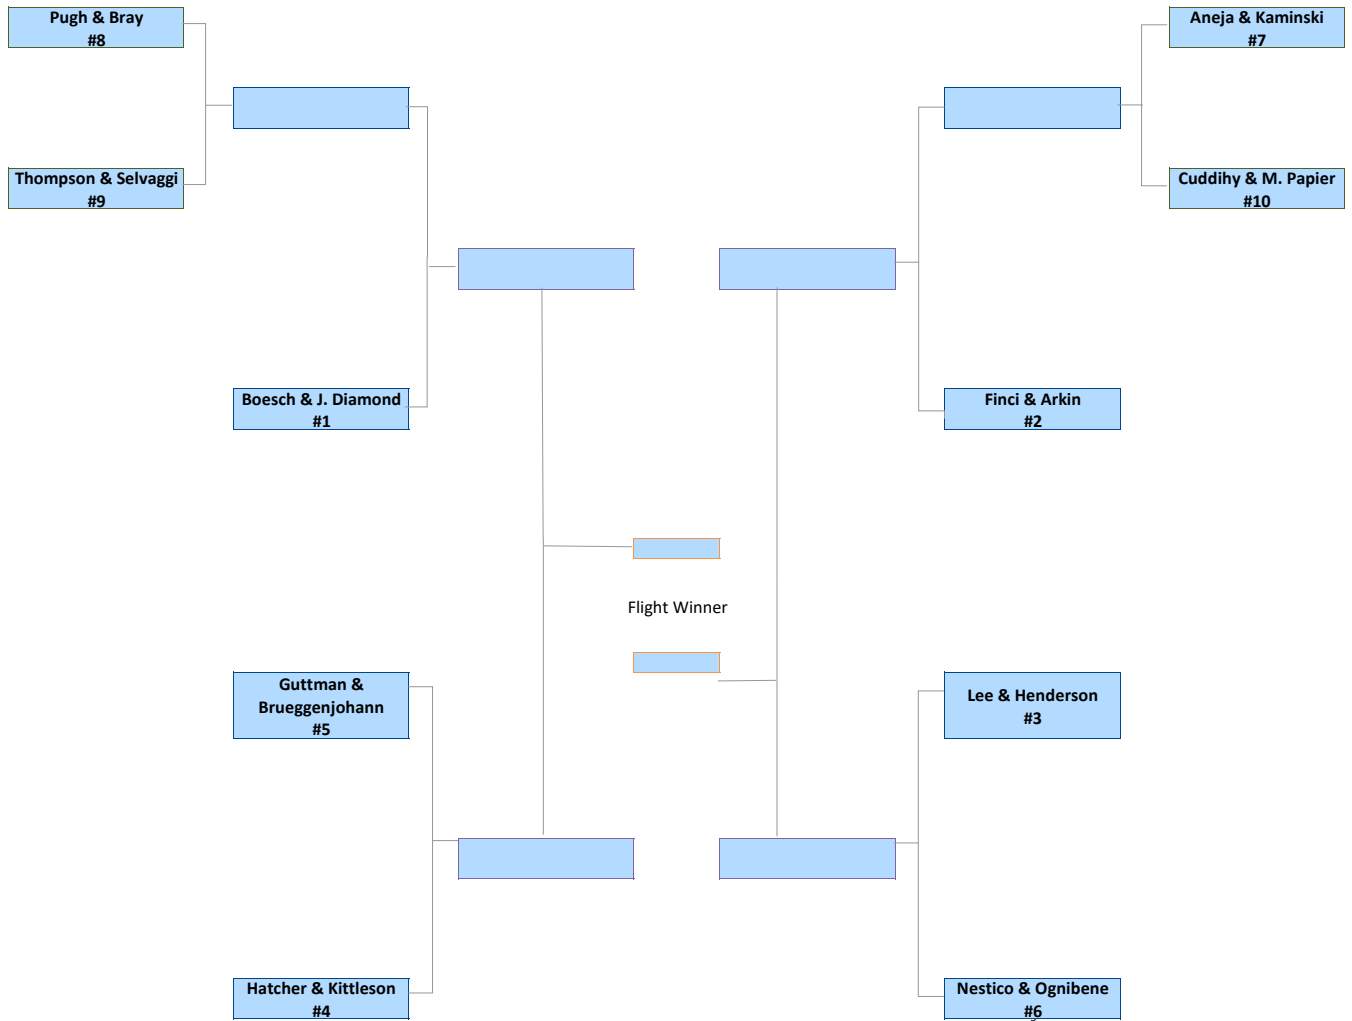 Pugh & Bray
#8
Aneja & Kaminski
#7
Thompson & Selvaggi
#9
Cuddihy & M. Papier
#10
Boesch & J. Diamond
#1
Finci & Arkin
#2
Flight Winner
Guttman &
Brueggenjohann
#5
Lee & Henderson
#3
Hatcher & Kittleson
#4
Nestico & Ognibene
#6